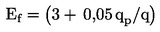 E_f = (3 + 0,05 q_p/q)